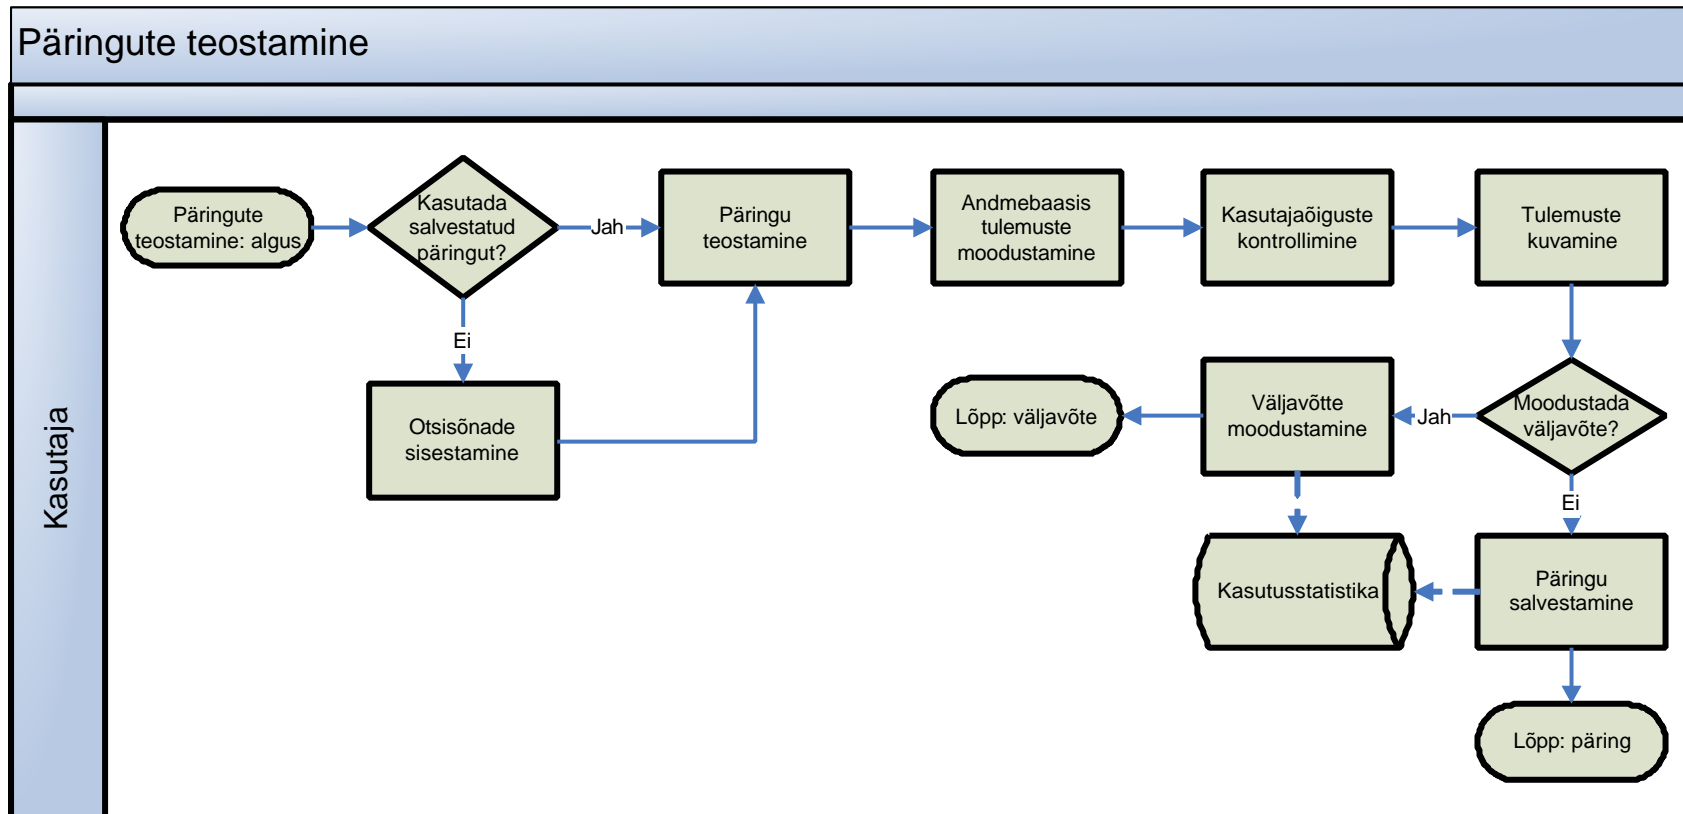 Päringute teostamine
Kasutaja
Päringute
teostamine: algus
Kasutada
salvestatud
päringut?
Jah
Päringu
teostamine
Andmebaasis
tulemuste
moodustamine
Kasutajaõiguste
kontrollimine
Tulemuste
kuvamine
Ei
Otsisõnade
sisestamine
Lõpp: väljavõte
Väljavõtte
moodustamine
Jah
Moodustada
väljavõte?
Ei
Kasutusstatistika
Päringu
salvestamine
Lõpp: päring